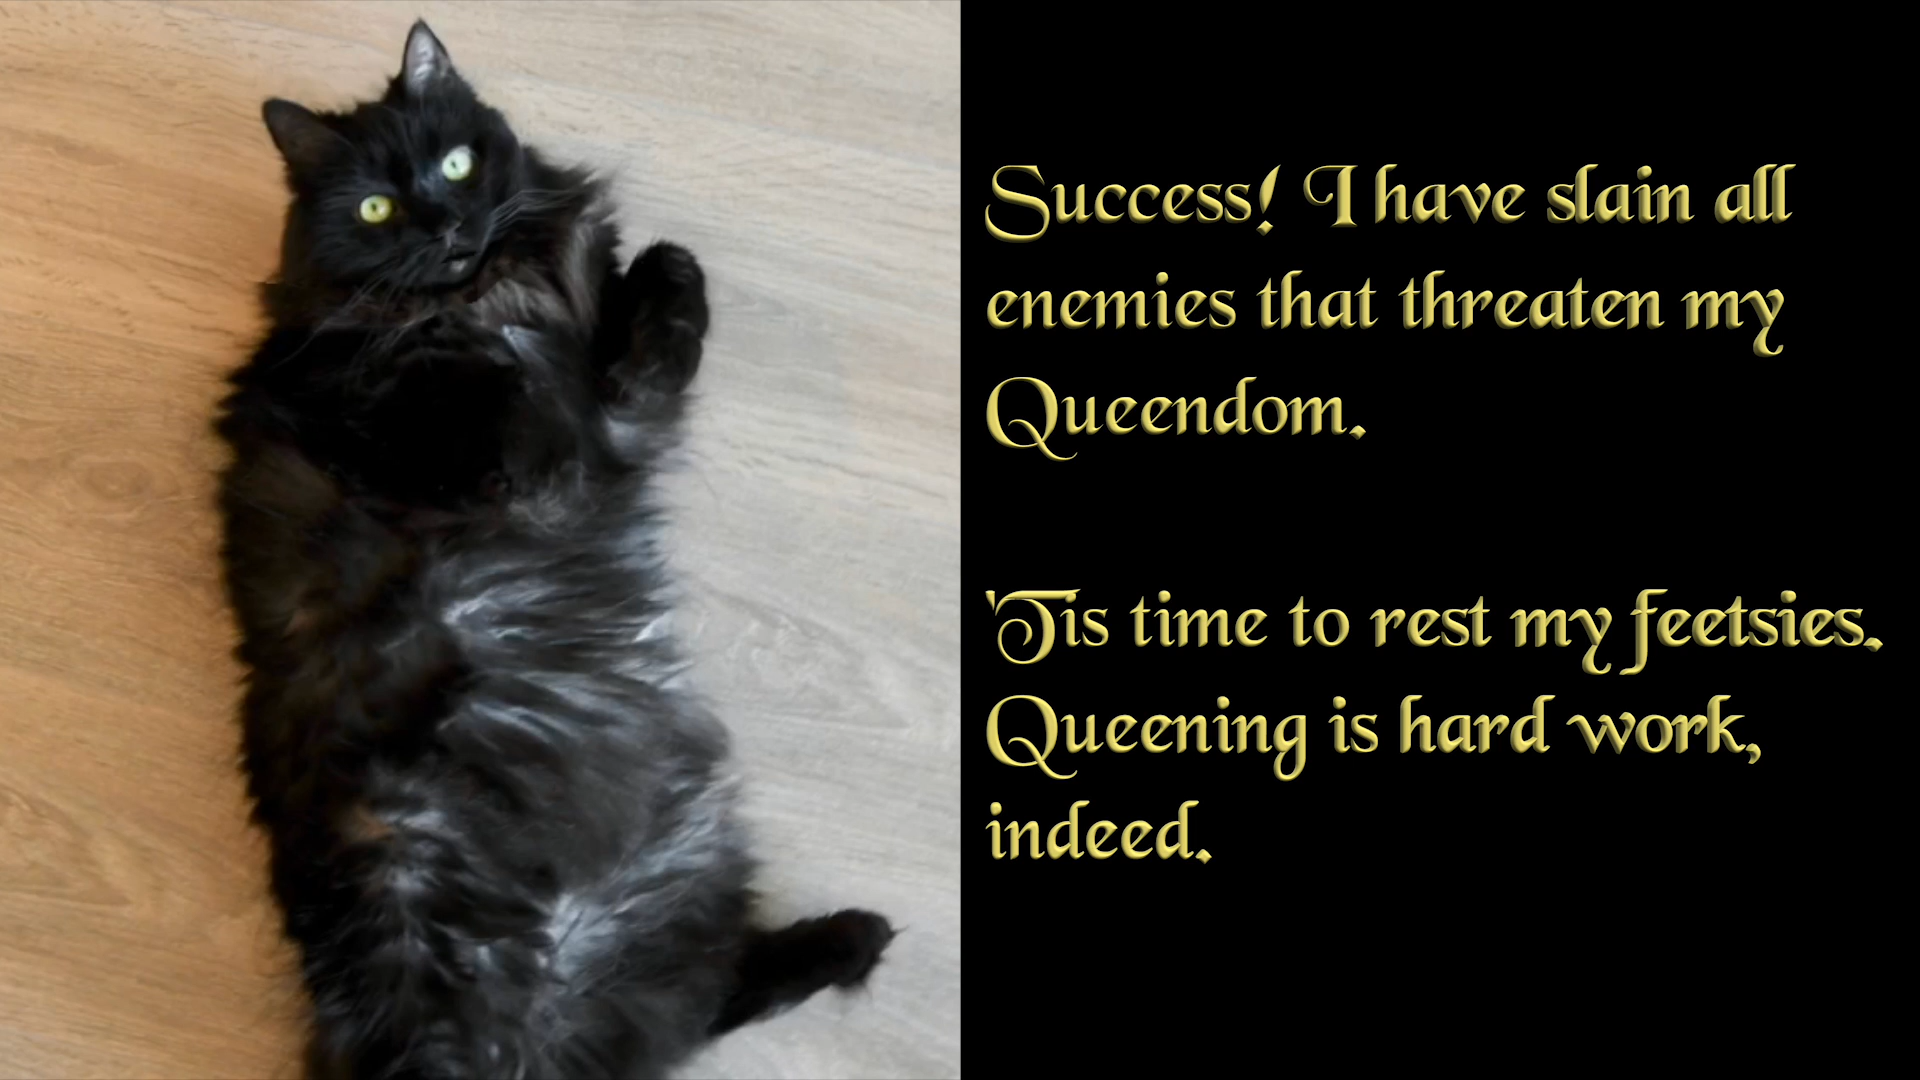 Success! I have slain all
enemies that threaten my
Queendom.
'Tis time to rest my feetsies.
Queening is hard work,
indeed.